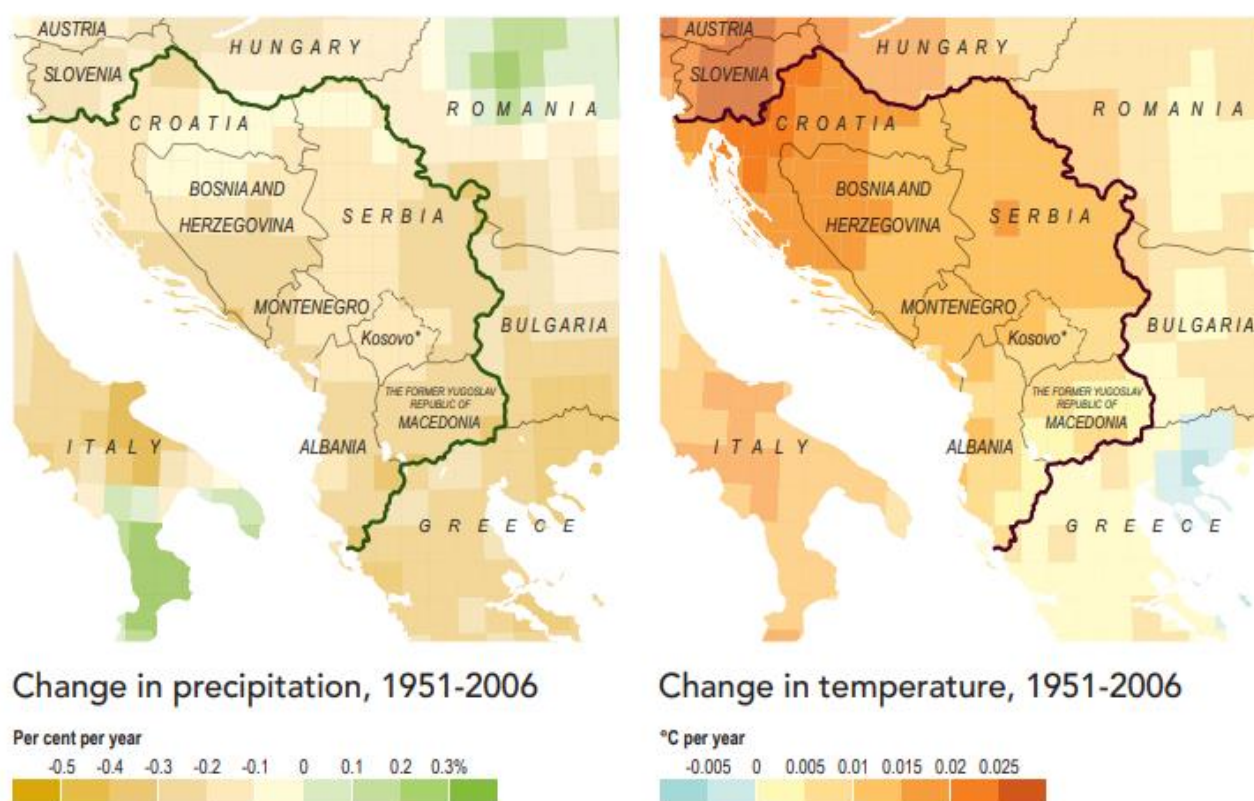 AUSTRIA
HUNGARY
SLOVENIA
ROMANIA
CROATIA
BOSNIA AND
HERZEGOVINA
SERBIA
MONTENEGRO
Kosovo*
BULGARIA
THE FORMER YUGOSLAV
REPUBLIC OF
MACEDONIA
ITALY
ALBANIA
GREECE
Change in precipitation, 1951-2006
Per cent per year
-0.5 -0.4 -0.3 -0.2 -0.1 0 0.1 0.2 0.3%
AUSTRIA
HUNGARY
SLOVENIA
ROMANIA
CROATIA
BOSNIA AND
HERZEGOVINA
SERBIA
MONTENEGRO
Kosovo*
BULGARIA
THE FORMER YUGOSLAV
REPUBLIC OF
MACEDONIA
ITALY
ALBANIA
GREECE
Change in temperature, 1951-2006
°C per year
-0.005 0 0.005 0.01 0.015 0.02 0.025